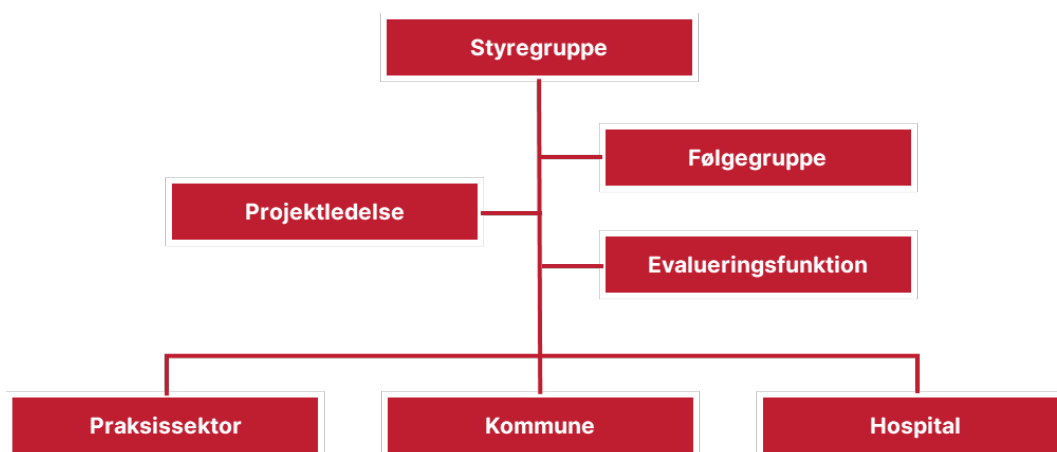 Styregruppe
Følgegruppe
Projektledelse
Evalueringsfunktion
Praksissektor
Kommune
Hospital